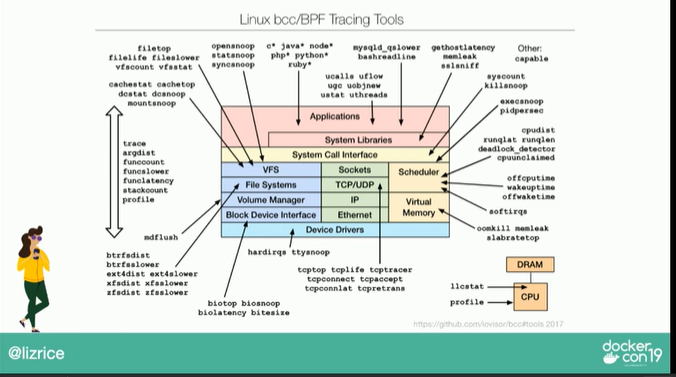 Linux bcc/BPF Tracing Tools
filetop
filelife fileslower
vfscount vfsstat
opensnoop
statsnoop
syncsnoop
c* java* node*
php* python*
ruby*
mysqld_qslower
bashreadline
gethostlatency
memleak
sslsniff
Other:
capable
cachestat cachetop
dcstat dcsnoop
mountsnoop
ucalls uflow
ugc uobjnew
ustat uthreads
syscount
killsnoop
execsnoop
pidpersec
trace
argdist
funccount
funcslower
funclatency
stackcount
profile
Applications
System Libraries
System Call Interface
VFS
Sockets
Scheduler
File Systems
TCP/UDP
Volume Manager
IP
Virtual
Memory
Block Device Interface
Ethernet
Device Drivers
cpudist
runqlat runqlen
deadlock_detector
cpuunclaimed
offcputime
wakeuptime
offwaketime
softirqs
oomkill memleak
slabratetop
mdflush
hardirqs ttysnoop
btrfsdist
btrfsslower
ext4dist ext4slower
xfsdist xfsslower
zfsdist zfsslower
tcptop tcplife tcptracer
tcpconnect tcpaccept
tcpconnlat tcpretrans
biotop biosnoop
biolatency bitesize
DRAM
llcstat
profile
CPU
https://github.com/iovisor/bcc#tools 2017
@lizrice
docker
con19